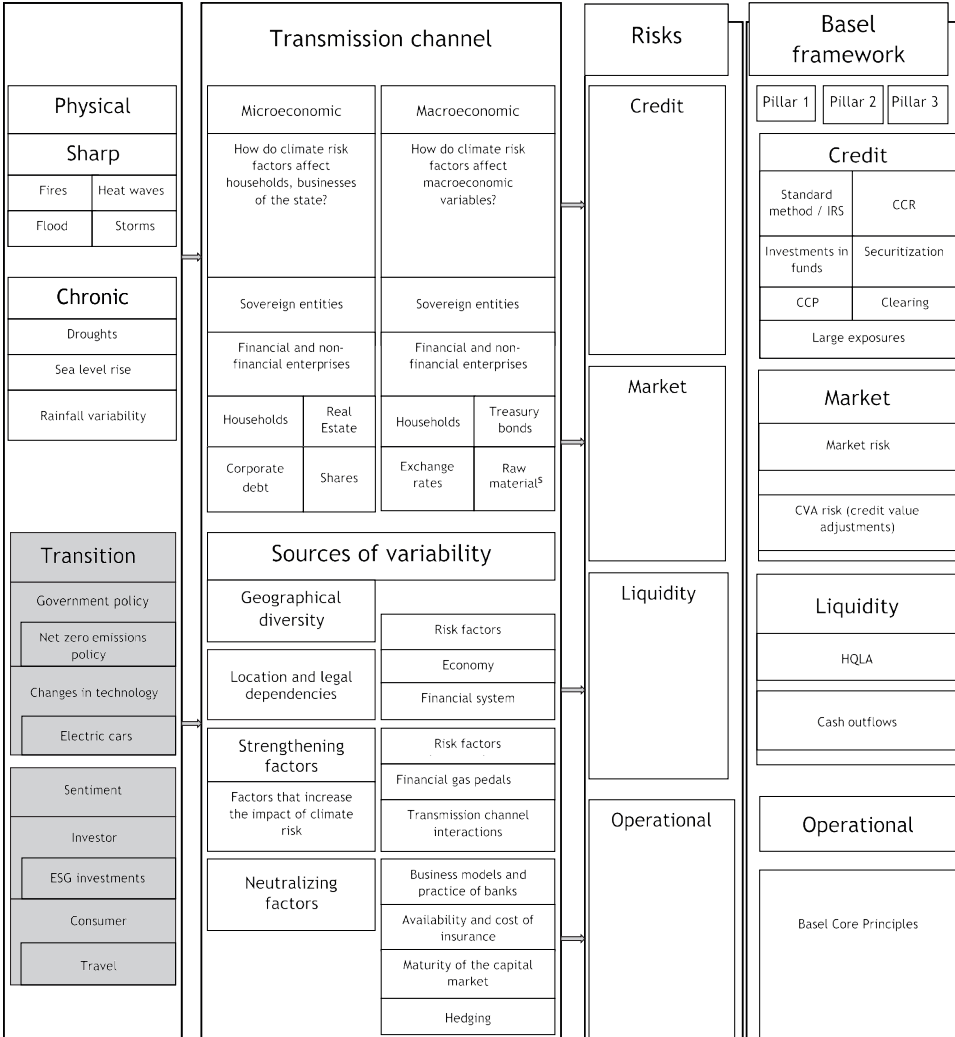 Physical
Sharp
Fires
Heat waves
Flood
Storms
Chronic
Droughts
Sea level rise
Rainfall variability
Transition
Government policy
Net zero emissions
policy
Changes in technology
Electric cars
Sentiment
Investor
ESG investments
Consumer
Travel
Transmission channel
Microeconomic
How do climate risk
factors affect
households, businesses
of the state?
Sovereign entities
Financial and non-
financial enterprises
Households
Real
Estate
Corporate
debt
Shares
Macroeconomic
How do climate risk
factors affect
macroeconomic
variables?
Sovereign entities
Financial and non-
financial enterprises
Households
Treasury
bonds
Exchange
rates
Raw
materials
Sources of variability
Geographical
diversity
Location and legal
dependencies
Risk factors
Economy
Financial system
Strengthening
factors
Factors that increase
the impact of climate
risk
Risk factors
Financial gas pedals
Transmission channel
interactions
Neutralizing
factors
Business models and
practice of banks
Availability and cost of
insurance
Maturity of the capital
market
Hedging
Risks
Credit
Market
Liquidity
Operational
Basel
framework
Pillar 1
Pillar 2
Pillar 3
Credit
Standard
method / IRS
CCR
Investments in
funds
Securitization
CCP
Clearing
Large exposures
Market
Market risk
CVA risk (credit value
adjustments)
Liquidity
HQLA
Cash outflows
Operational
Basel Core Principles